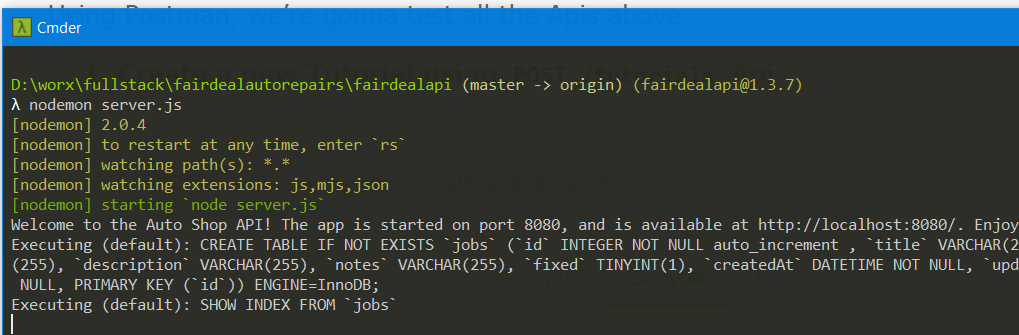 Using Postman, we're gonna test all the Apis above.
Cmder
D:\worx\fullstack\fairdealautorepairs\fairdealapi (master -> origin) (fairdealapi@1.3.7)
λ nodemon server.js
[nodemon] 2.0.4
[nodemon] to restart at any time, enter `rs`
[nodemon] watching path(s): *.*
[nodemon] watching extensions: js,mjs,json
[nodemon] starting `node server.js`
Welcome to the Auto Shop API! The app is started on port 8080, and is available at http://localhost:8080/. Enjoy
Executing (default): CREATE TABLE IF NOT EXISTS `jobs` (`id` INTEGER NOT NULL auto_increment , `title` VARCHAR(2
(255), `description` VARCHAR(255), `notes` VARCHAR(255), `fixed` TINYINT(1), `createdAt` DATETIME NOT NULL, `upd
NULL, PRIMARY KEY (`id`)) ENGINE=InnoDB;
Executing (default): SHOW INDEX FROM `jobs`